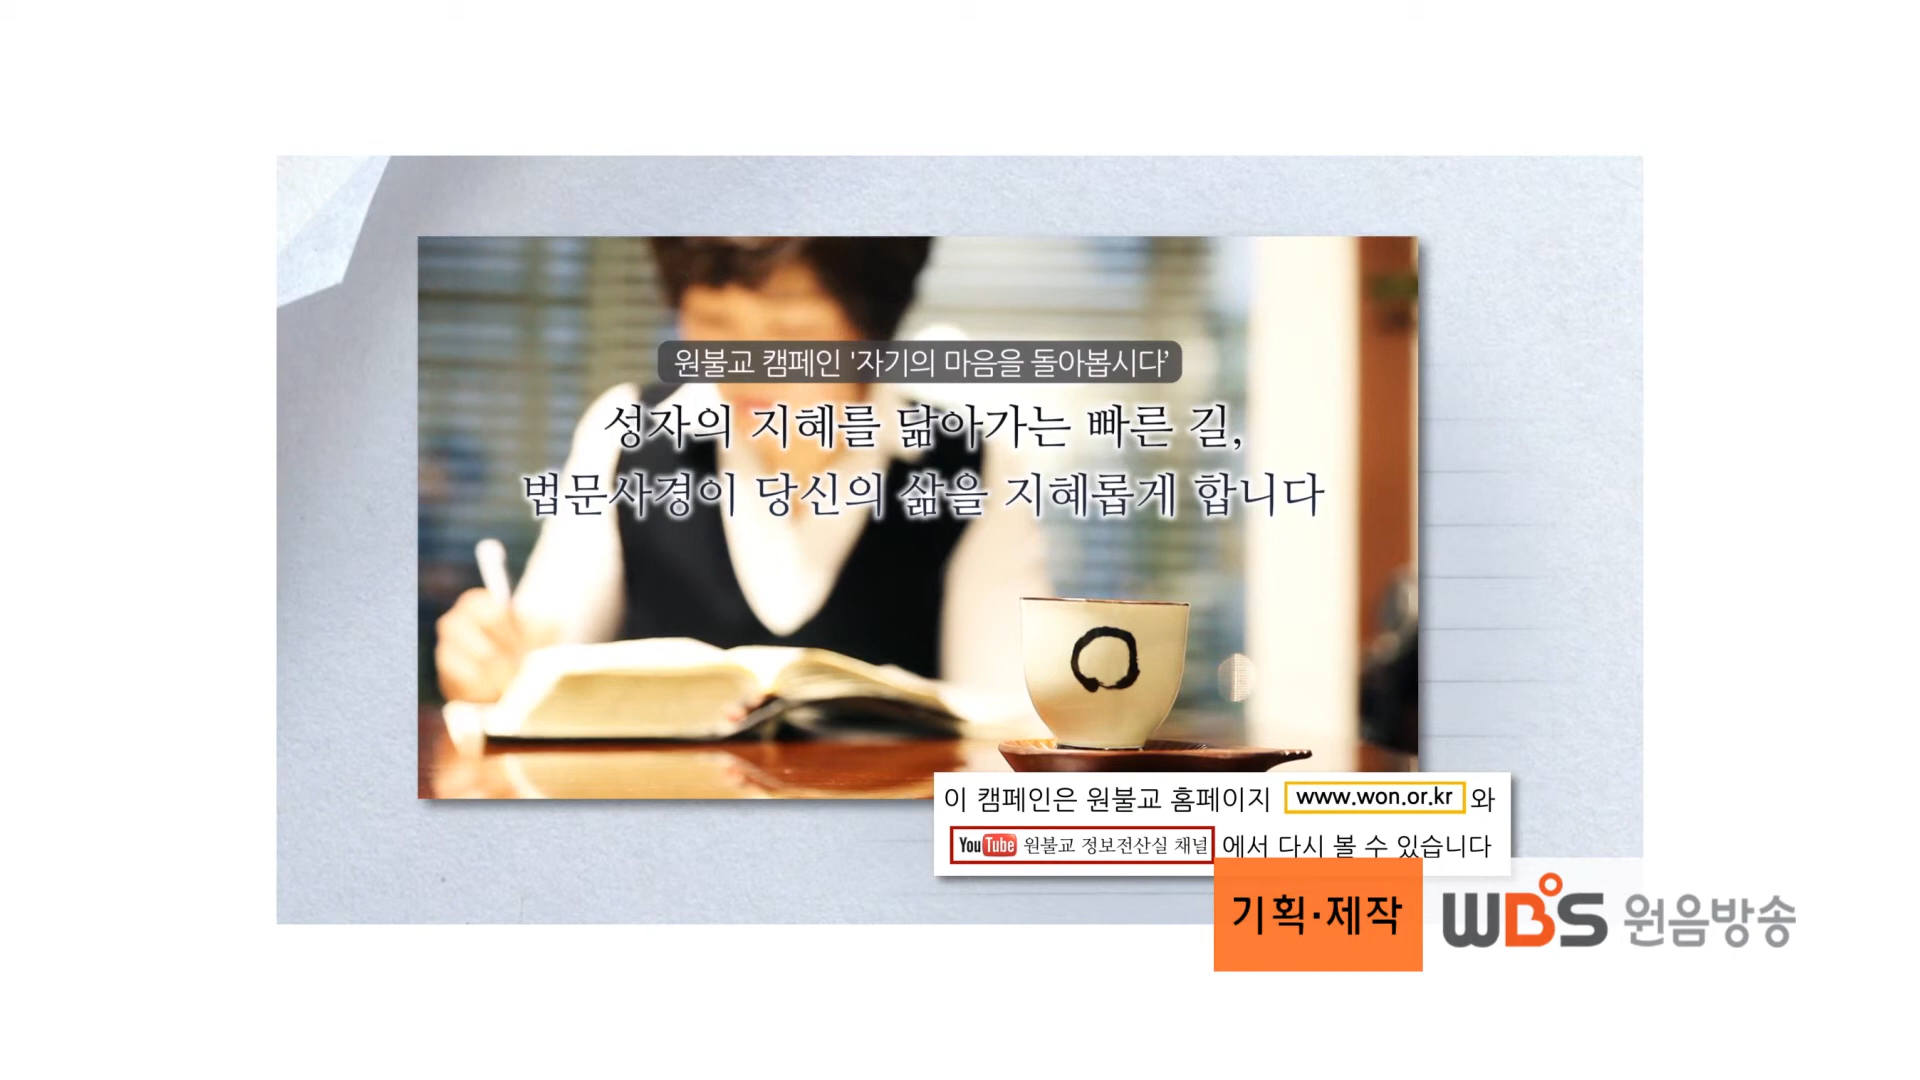 원불교 캠페인 '자기의 마음을 돌아봅시다’
성자의 지혜를 닮아가는 빠른 길,
법문사경이 당신의 삶을 지혜롭게 합니다
이 캠페인은 원불교 홈페이지 www.won.or.kr 와
YouTube 원불교 정보전산실 채널 에서 다시 볼 수 있습니다
기획·제작 WBS 원음방송